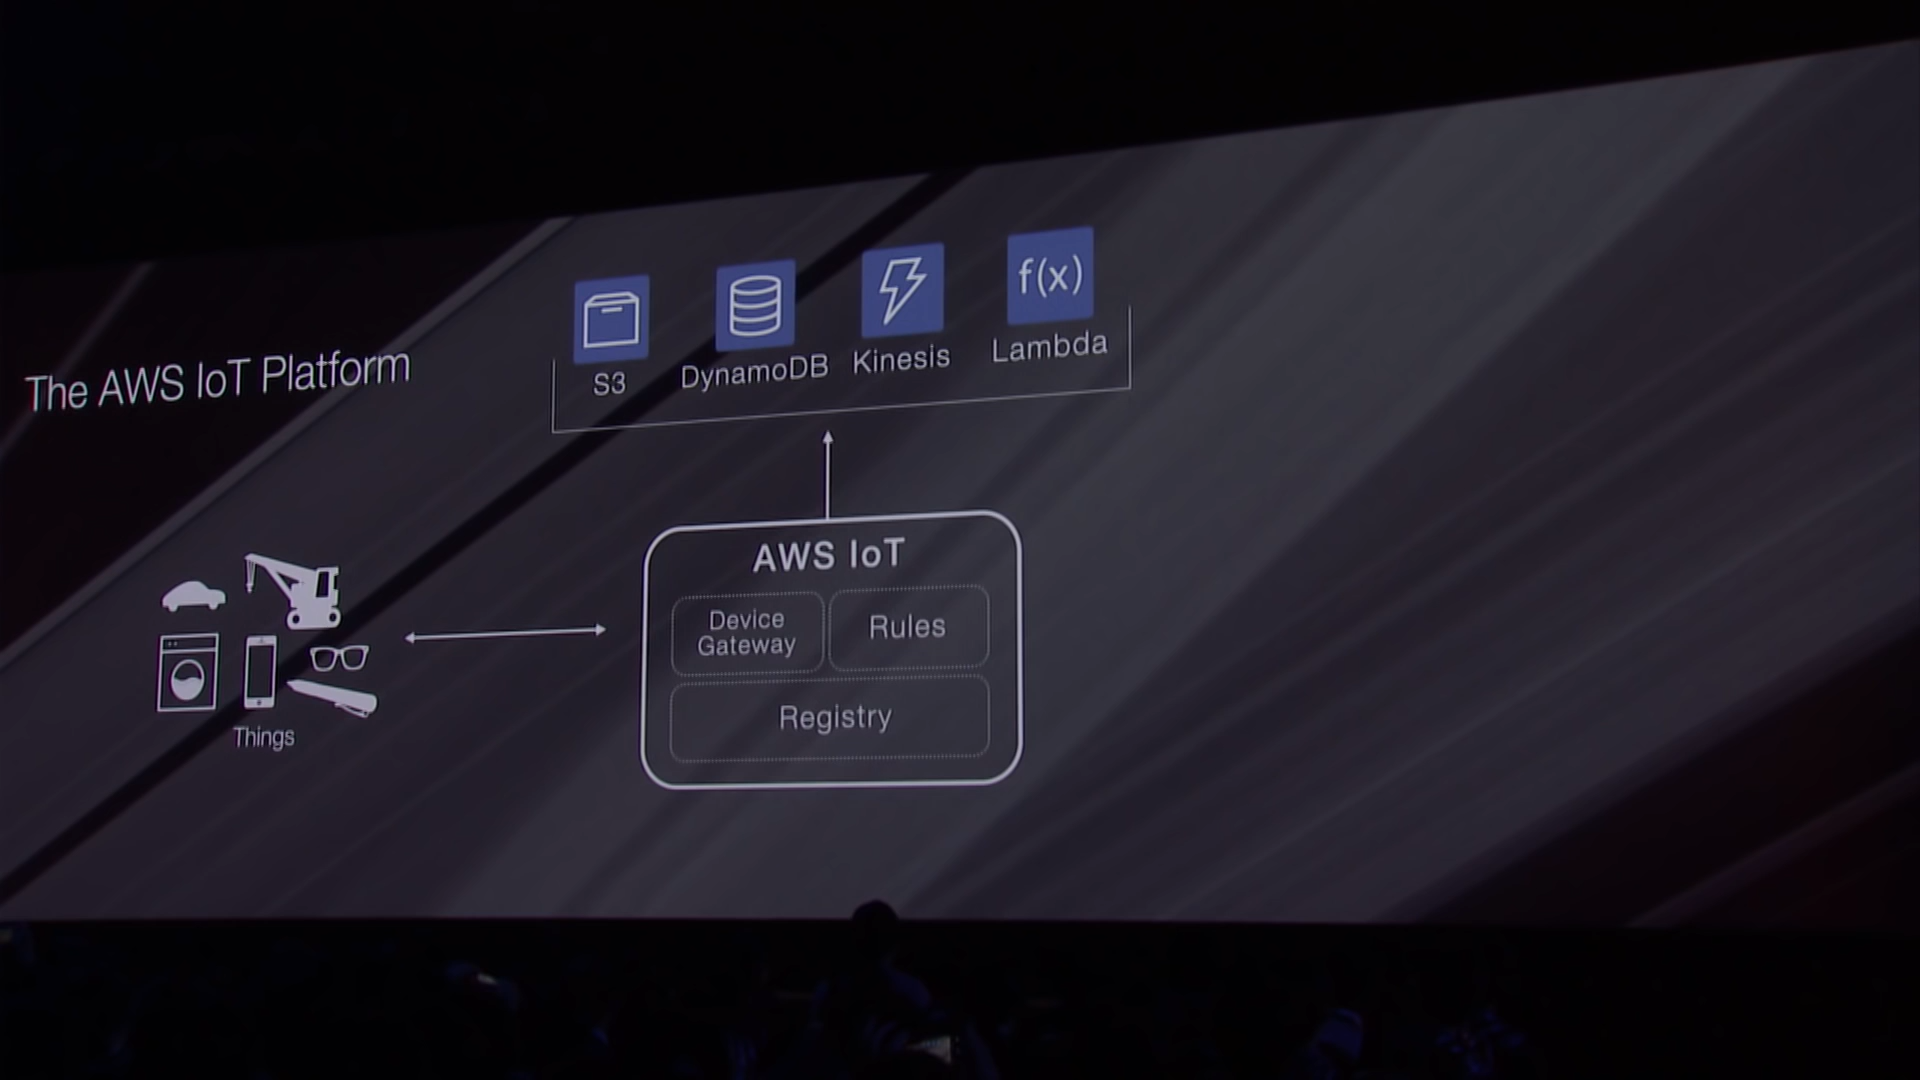 The AWS IoT Platform
f(x)
S3
DynamoDB
Kinesis
Lambda
AWS IoT
Device
Gateway
Rules
Registry
Things